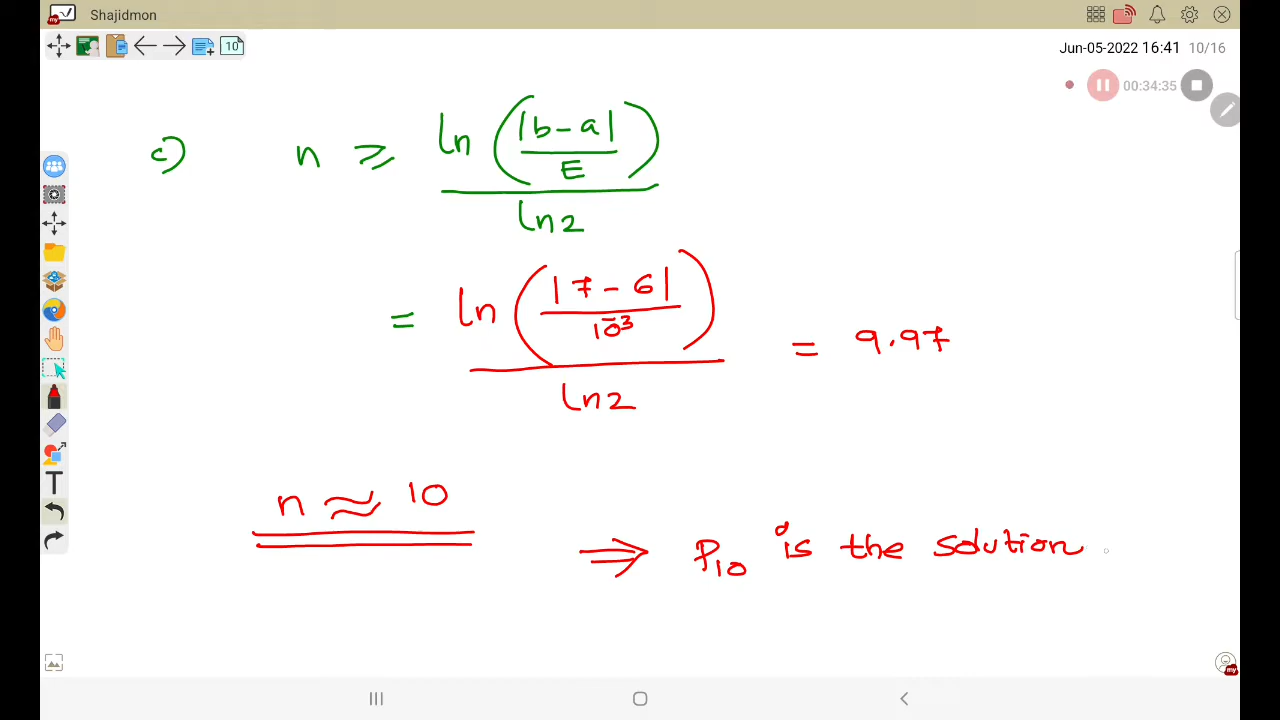 Shajidmon
10
Jun-05-2022 16:41 10/16
00:34:35
c) n ≥ ln(|b-a|/E)/ln2
= ln(|7-6|/10⁻³)/ln2 = 9.97
T
n ≈ 10
⇒ P₁₀ is the solution